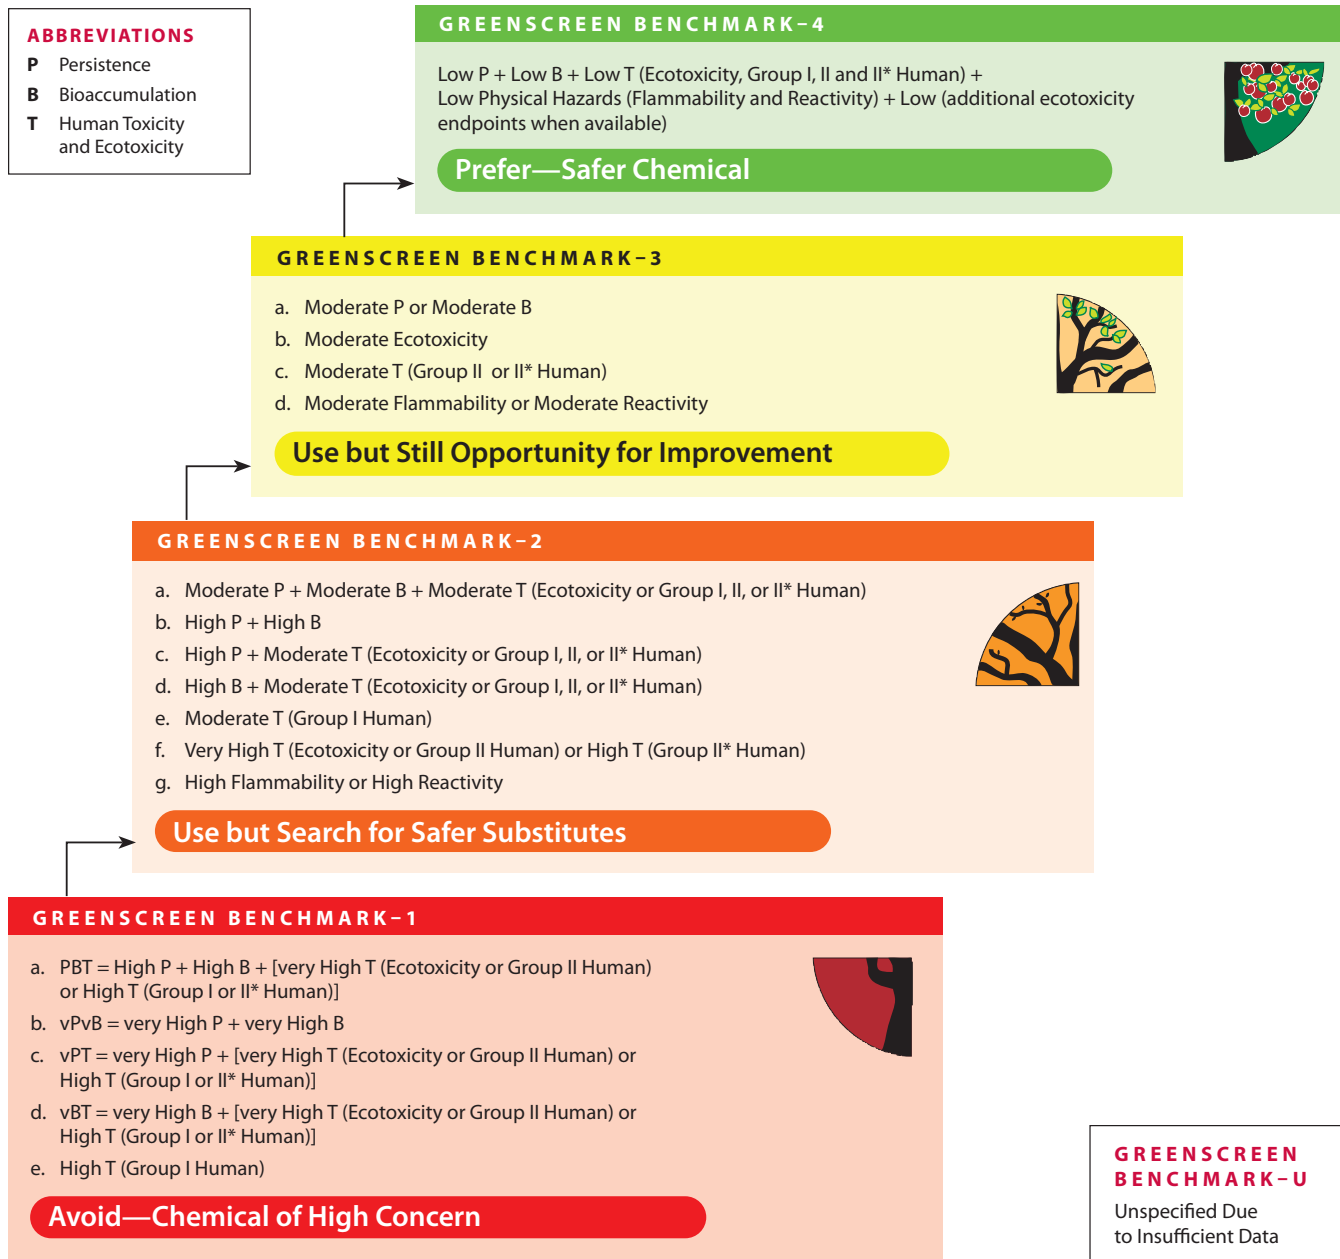 ABBREVIATIONS
P Persistence
B Bioaccumulation
T Human Toxicity
and Ecotoxicity
GREENSCREEN BENCHMARK–4
Low P + Low B + Low T (Ecotoxicity, Group I, II and II* Human) +
Low Physical Hazards (Flammability and Reactivity) + Low (additional ecotoxicity
endpoints when available)
Prefer—Safer Chemical
GREENSCREEN BENCHMARK–3
a. Moderate P or Moderate B
b. Moderate Ecotoxicity
c. Moderate T (Group II or II* Human)
d. Moderate Flammability or Moderate Reactivity
Use but Still Opportunity for Improvement
GREENSCREEN BENCHMARK–2
a. Moderate P + Moderate B + Moderate T (Ecotoxicity or Group I, II, or II* Human)
b. High P + High B
c. High P + Moderate T (Ecotoxicity or Group I, II, or II* Human)
d. High B + Moderate T (Ecotoxicity or Group I, II, or II* Human)
e. Moderate T (Group I Human)
f. Very High T (Ecotoxicity or Group II Human) or High T (Group II* Human)
g. High Flammability or High Reactivity
Use but Search for Safer Substitutes
GREENSCREEN BENCHMARK–1
a. PBT = High P + High B + [very High T (Ecotoxicity or Group II Human)
or High T (Group I or II* Human)]
b. vPvB = very High P + very High B
c. vPT = very High P + [very High T (Ecotoxicity or Group II Human) or
High T (Group I or II* Human)]
d. vBT = very High B + [very High T (Ecotoxicity or Group II Human) or
High T (Group I or II* Human)]
e. High T (Group I Human)
Avoid—Chemical of High Concern
GREENSCREEN
BENCHMARK–U
Unspecified Due
to Insufficient Data